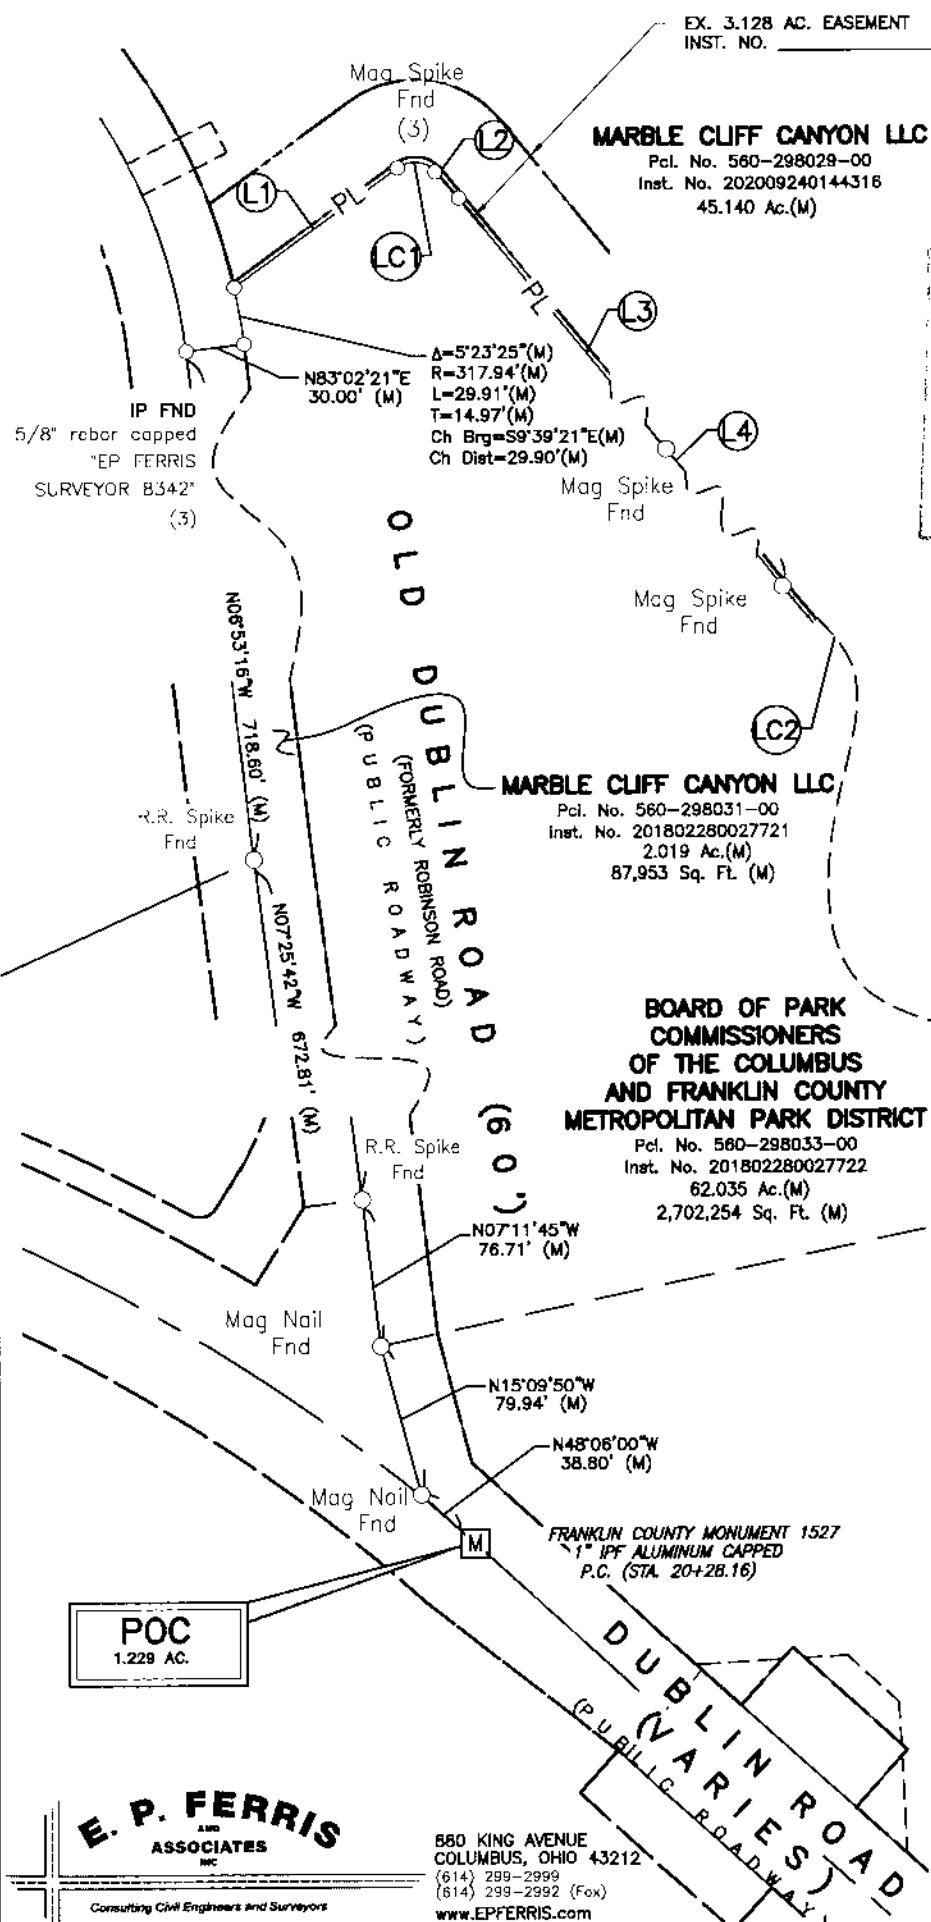 EX. 3.128 AC. EASEMENT
INST. NO.
Mag Spike
Fnd
(3)
L2
MARBLE CLIFF CANYON LLC
Pcl. No. 560-298029-00
Inst. No. 202009240144316
45.140 Ac.(M)
L1
PL
LC1
PL
L3
N83°02'21"E
30.00' (M)
Δ=5°23'25"(M)
R=317.94'(M)
L=29.91'(M)
T=14.97'(M)
Ch Brg=S9°39'21"E(M)
Ch Dist=29.90'(M)
IP FND
5/8" rebar capped
"EP FERRIS
SURVEYOR 8342"
(3)
L4
Mag Spike
Fnd
Mag Spike
Fnd
LC2
OLD DUBLIN ROAD (60')
(FORMERLY ROBINSON ROAD)
(PUBLIC ROADWAY)
N06°53'16"W 718.60' (M)
MARBLE CLIFF CANYON LLC
Pcl. No. 560-298031-00
Inst. No. 201802280027721
2.019 Ac.(M)
87,953 Sq. Ft. (M)
R.R. Spike
Fnd
N07°25'42"W 672.81' (M)
BOARD OF PARK
COMMISSIONERS
OF THE COLUMBUS
AND FRANKLIN COUNTY
METROPOLITAN PARK DISTRICT
Pcl. No. 560-298033-00
Inst. No. 201802280027722
62.035 Ac.(M)
2,702,254 Sq. Ft. (M)
R.R. Spike
Fnd
N07°11'45"W
76.71' (M)
Mag Nail
Fnd
N15°09'50"W
79.94' (M)
N48°06'00"W
38.80' (M)
Mag Nail
Fnd
M
FRANKLIN COUNTY MONUMENT 1527
1" IPF ALUMINUM CAPPED
P.C. (STA. 20+28.16)
POC
1.229 AC.
DUBLIN ROAD
(VARIES)
(PUBLIC ROADWAY)
E. P. FERRIS
AND
ASSOCIATES
INC
Consulting Civil Engineers and Surveyors
880 KING AVENUE
COLUMBUS, OHIO 43212
(614) 299-2999
(614) 299-2992 (Fax)
www.EPFERRIS.com